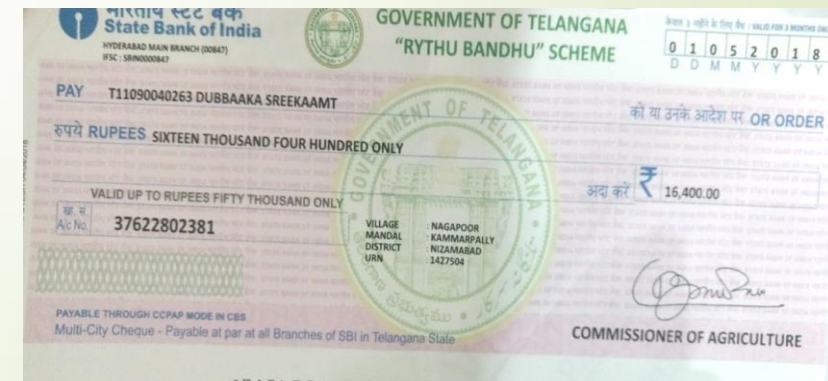 भारतीय स्टेट बैंक
State Bank of India
HYDERABAD MAIN BRANCH (00847)
IFSC : SBIN0000847
GOVERNMENT OF TELANGANA
"RYTHU BANDHU" SCHEME
केवल 3 महीने के लिए वैध / VALID FOR 3 MONTHS ONLY
0 1 0 5 2 0 1 8
D D M M Y Y Y Y
PAY T11090040263 DUBBAAKA SREEKAAMT
को या उनके आदेश पर OR ORDER
रुपये RUPEES SIXTEEN THOUSAND FOUR HUNDRED ONLY
अदा करें ₹ 16,400.00
VALID UP TO RUPEES FIFTY THOUSAND ONLY
खा. सं.
A/c No. 37622802381
VILLAGE : NAGAPOOR
MANDAL : KAMMARPALLY
DISTRICT : NIZAMABAD
URN : 1427504
GOVERNMENT OF TELANGANA
PAYABLE THROUGH CCPAP MODE IN CBS
Multi-City Cheque - Payable at par at all Branches of SBI in Telangana State
COMMISSIONER OF AGRICULTURE